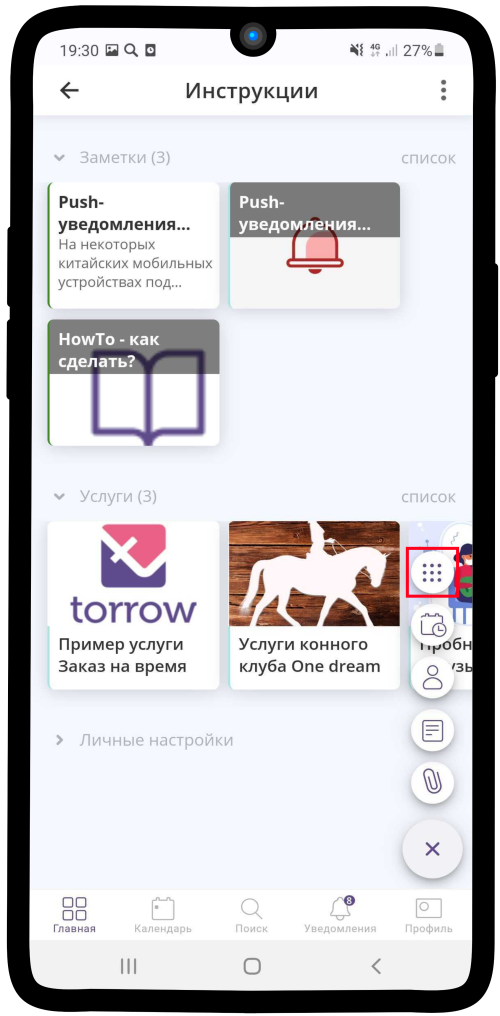 19:30
4G
27%
Инструкции
Заметки (3)
список
Push-
уведомления...
На некоторых
китайских мобильных
устройствах под...
Push-
уведомления...
HowTo - как
сделать?
Услуги (3)
список
torrow
Пример услуги
Заказ на время
Услуги конного
клуба One dream
Личные настройки
8
Главная
Календарь
Поиск
Уведомления
Профиль